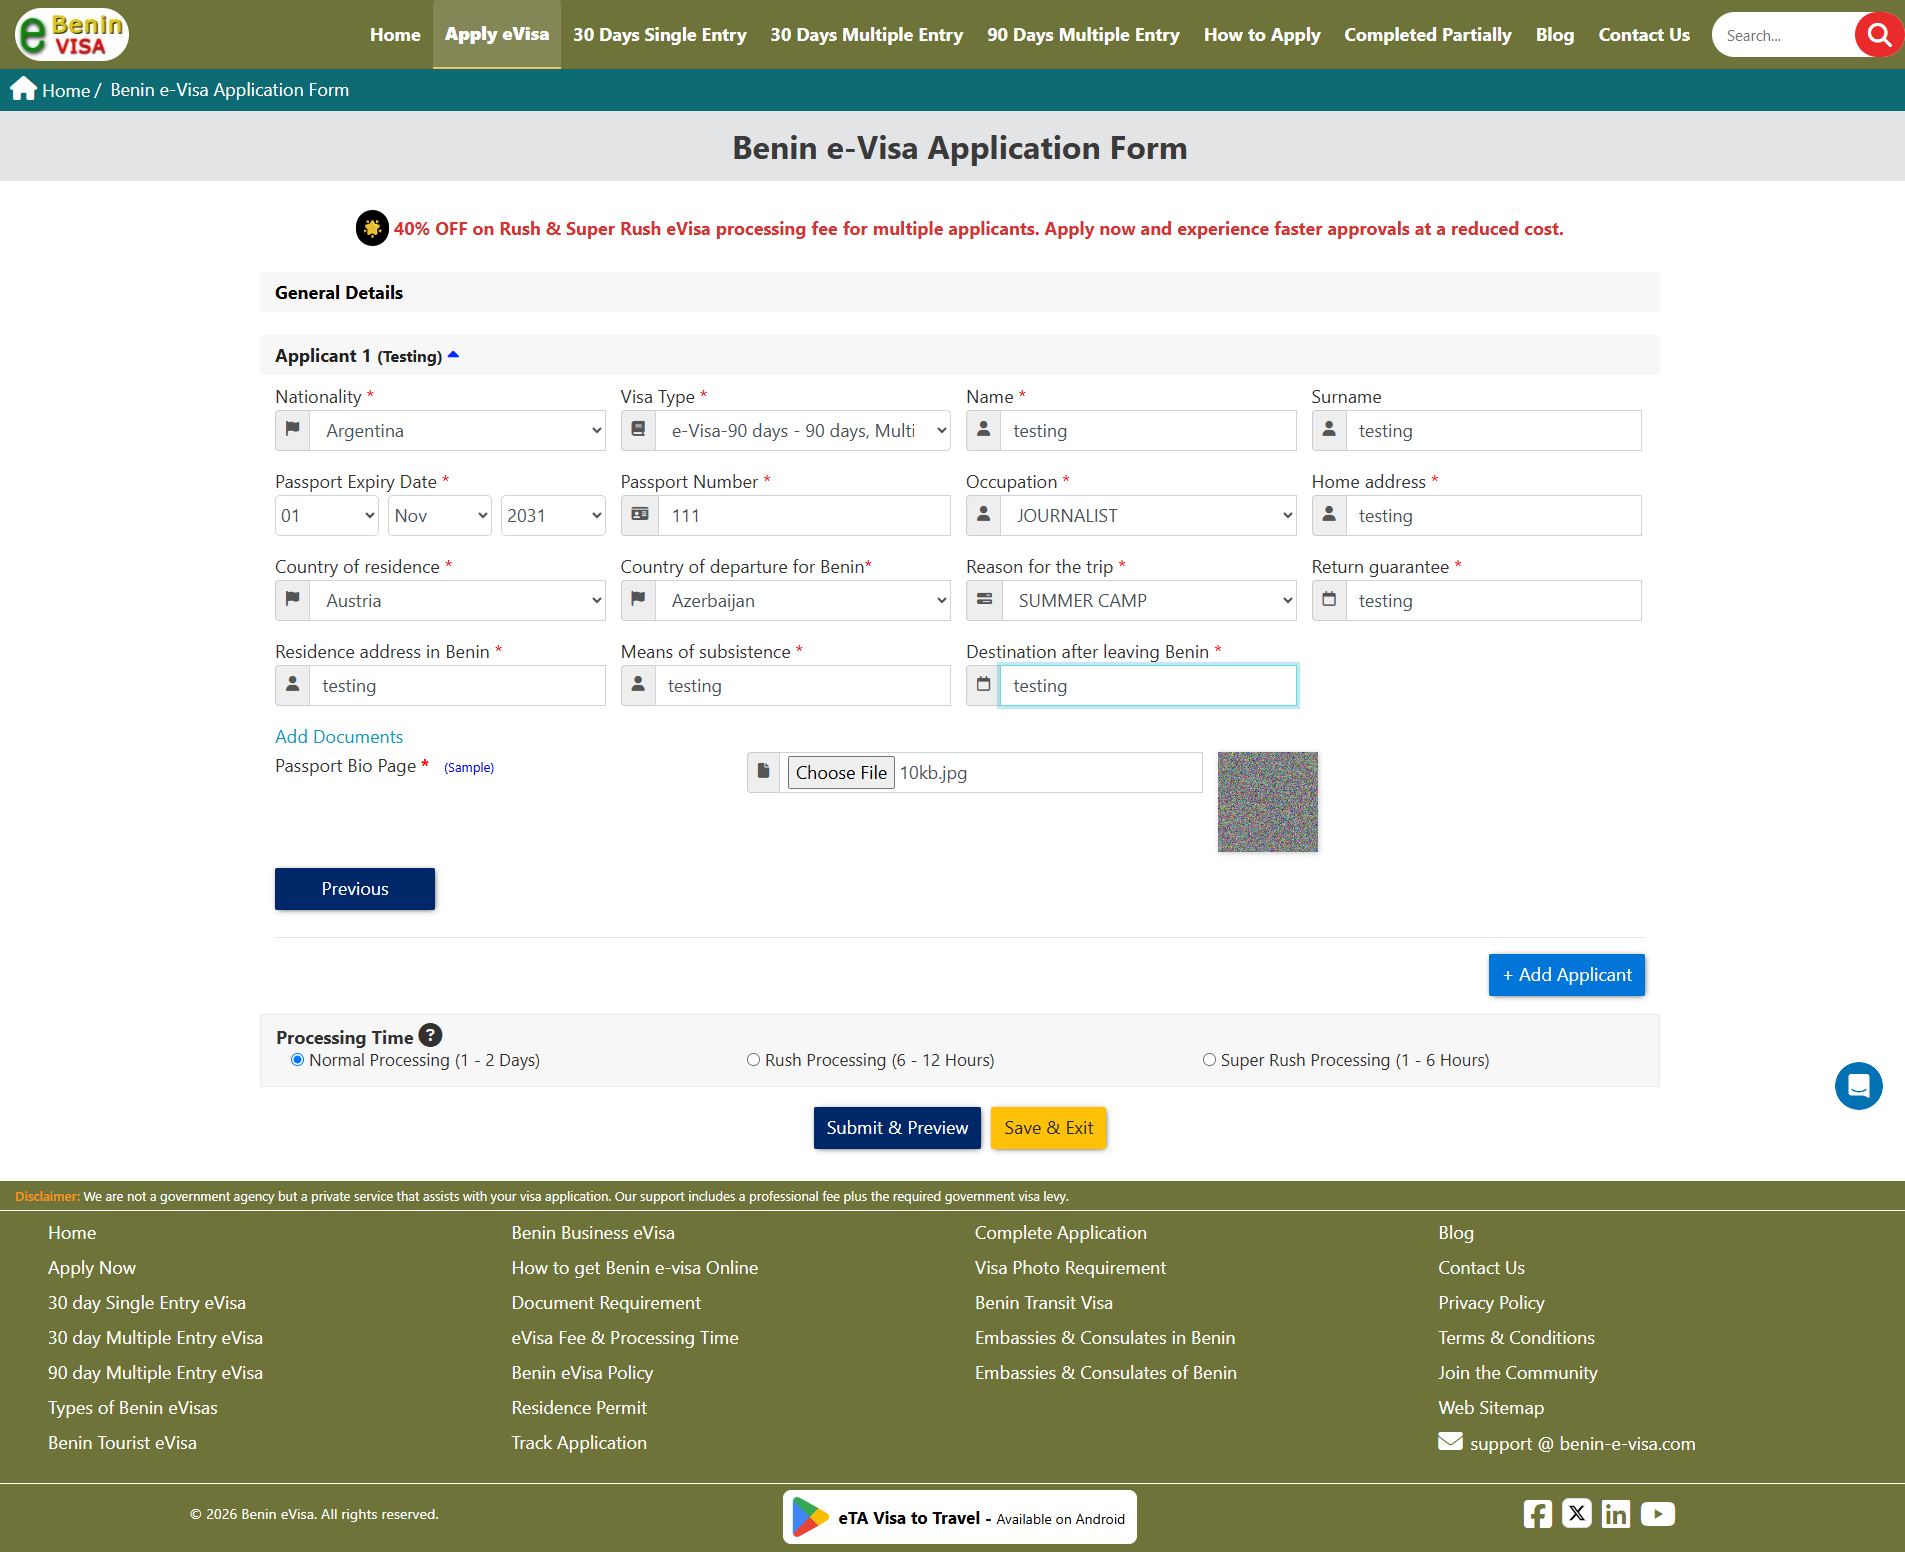 e Benin VISA
Home
Apply eVisa
30 Days Single Entry
30 Days Multiple Entry
90 Days Multiple Entry
How to Apply
Completed Partially
Blog
Contact Us
Search...
Home / Benin e-Visa Application Form
Benin e-Visa Application Form
40% OFF on Rush & Super Rush eVisa processing fee for multiple applicants. Apply now and experience faster approvals at a reduced cost.
General Details
Applicant 1 (Testing)
Nationality *
Visa Type *
Name *
Surname
Argentina
e-Visa-90 days - 90 days, Multi
testing
testing
Passport Expiry Date *
Passport Number *
Occupation *
Home address *
01
Nov
2031
111
JOURNALIST
testing
Country of residence *
Country of departure for Benin*
Reason for the trip *
Return guarantee *
Austria
Azerbaijan
SUMMER CAMP
testing
Residence address in Benin *
Means of subsistence *
Destination after leaving Benin *
testing
testing
testing
Add Documents
Passport Bio Page * (Sample)
Choose File 10kb.jpg
Previous
+ Add Applicant
Processing Time ?
Normal Processing (1 - 2 Days)
Rush Processing (6 - 12 Hours)
Super Rush Processing (1 - 6 Hours)
Submit & Preview
Save & Exit
Disclaimer: We are not a government agency but a private service that assists with your visa application. Our support includes a professional fee plus the required government visa levy.
Home
Apply Now
30 day Single Entry eVisa
30 day Multiple Entry eVisa
90 day Multiple Entry eVisa
Types of Benin eVisas
Benin Tourist eVisa
Benin Business eVisa
How to get Benin e-visa Online
Document Requirement
eVisa Fee & Processing Time
Benin eVisa Policy
Residence Permit
Track Application
Complete Application
Visa Photo Requirement
Benin Transit Visa
Embassies & Consulates in Benin
Embassies & Consulates of Benin
Blog
Contact Us
Privacy Policy
Terms & Conditions
Join the Community
Web Sitemap
support @ benin-e-visa.com
© 2026 Benin eVisa. All rights reserved.
eTA Visa to Travel - Available on Android